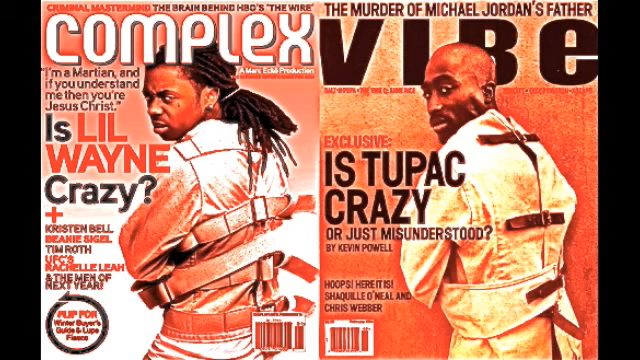 CRIMINAL MASTERMIND THE BRAIN BEHIND HBO'S 'THE WIRE'
COMPLEX
A Marc Ecko Production
"I'm a Martian, and
if you understand
me then you're
Jesus Christ."
Is LIL
WAYNE
Crazy?
+
KRISTEN BELL
BEANIE SIGEL
TIM ROTH
UFC'S
RACHELLE LEAH
& THE MEN OF
NEXT YEAR!
FLIP FOR
Winter Buyer's
Guide & Lupe
Fiasco
THE MURDER OF MICHAEL JORDAN'S FATHER
VIBE
EXCLUSIVE:
IS TUPAC
CRAZY
OR JUST MISUNDERSTOOD?
BY KEVIN POWELL
HOOPS! HERE IT IS!
SHAQUILLE O'NEAL AND
CHRIS WEBBER